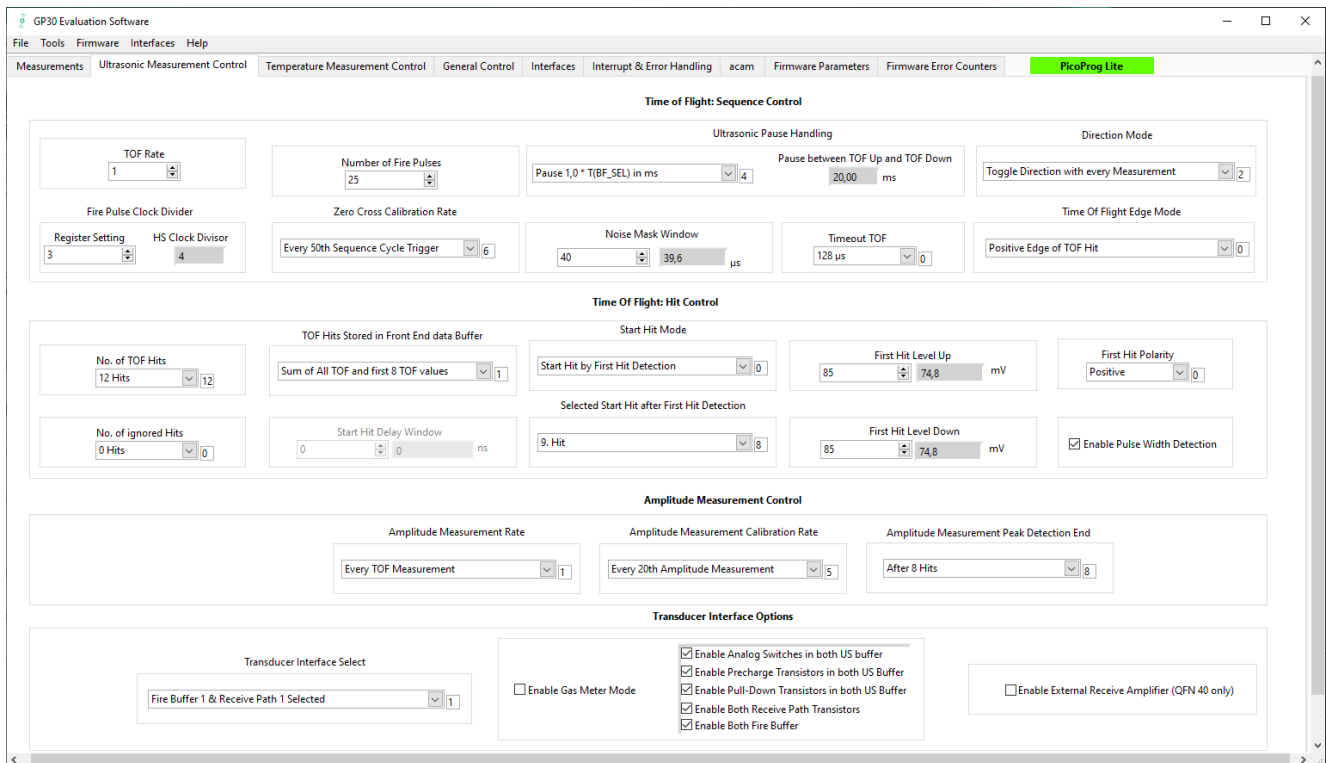 GP30 Evaluation Software
File Tools Firmware Interfaces Help
Measurements Ultrasonic Measurement Control Temperature Measurement Control General Control Interfaces Interrupt & Error Handling acam Firmware Parameters Firmware Error Counters PicoProg Lite
Time of Flight: Sequence Control
Ultrasonic Pause Handling Direction Mode
TOF Rate
1
Number of Fire Pulses
25
Pause 1,0 * T(BF_SEL) in ms 4
Pause between TOF Up and TOF Down
20,00 ms
Toggle Direction with every Measurement 2
Fire Pulse Clock Divider Zero Cross Calibration Rate Time Of Flight Edge Mode
Register Setting HS Clock Divisor
3 4
Every 50th Sequence Cycle Trigger 6
Noise Mask Window
40 39,6 µs
Timeout TOF
128 µs 0
Positive Edge of TOF Hit 0
Time Of Flight: Hit Control
TOF Hits Stored in Front End data Buffer Start Hit Mode
No. of TOF Hits
12 Hits 12
Sum of All TOF and first 8 TOF values 1
Start Hit by First Hit Detection 0
First Hit Level Up
85 74,8 mV
First Hit Polarity
Positive 0
Selected Start Hit after First Hit Detection
No. of ignored Hits
0 Hits 0
Start Hit Delay Window
0 0 ns
9. Hit 8
First Hit Level Down
85 74,8 mV
Enable Pulse Width Detection
Amplitude Measurement Control
Amplitude Measurement Rate Amplitude Measurement Calibration Rate Amplitude Measurement Peak Detection End
Every TOF Measurement 1 Every 20th Amplitude Measurement 5 After 8 Hits 8
Transducer Interface Options
Transducer Interface Select
Fire Buffer 1 & Receive Path 1 Selected 1
Enable Gas Meter Mode
Enable Analog Switches in both US buffer
Enable Precharge Transistors in both US Buffer
Enable Pull-Down Transistors in both US Buffer
Enable Both Receive Path Transistors
Enable Both Fire Buffer
Enable External Receive Amplifier (QFN 40 only)